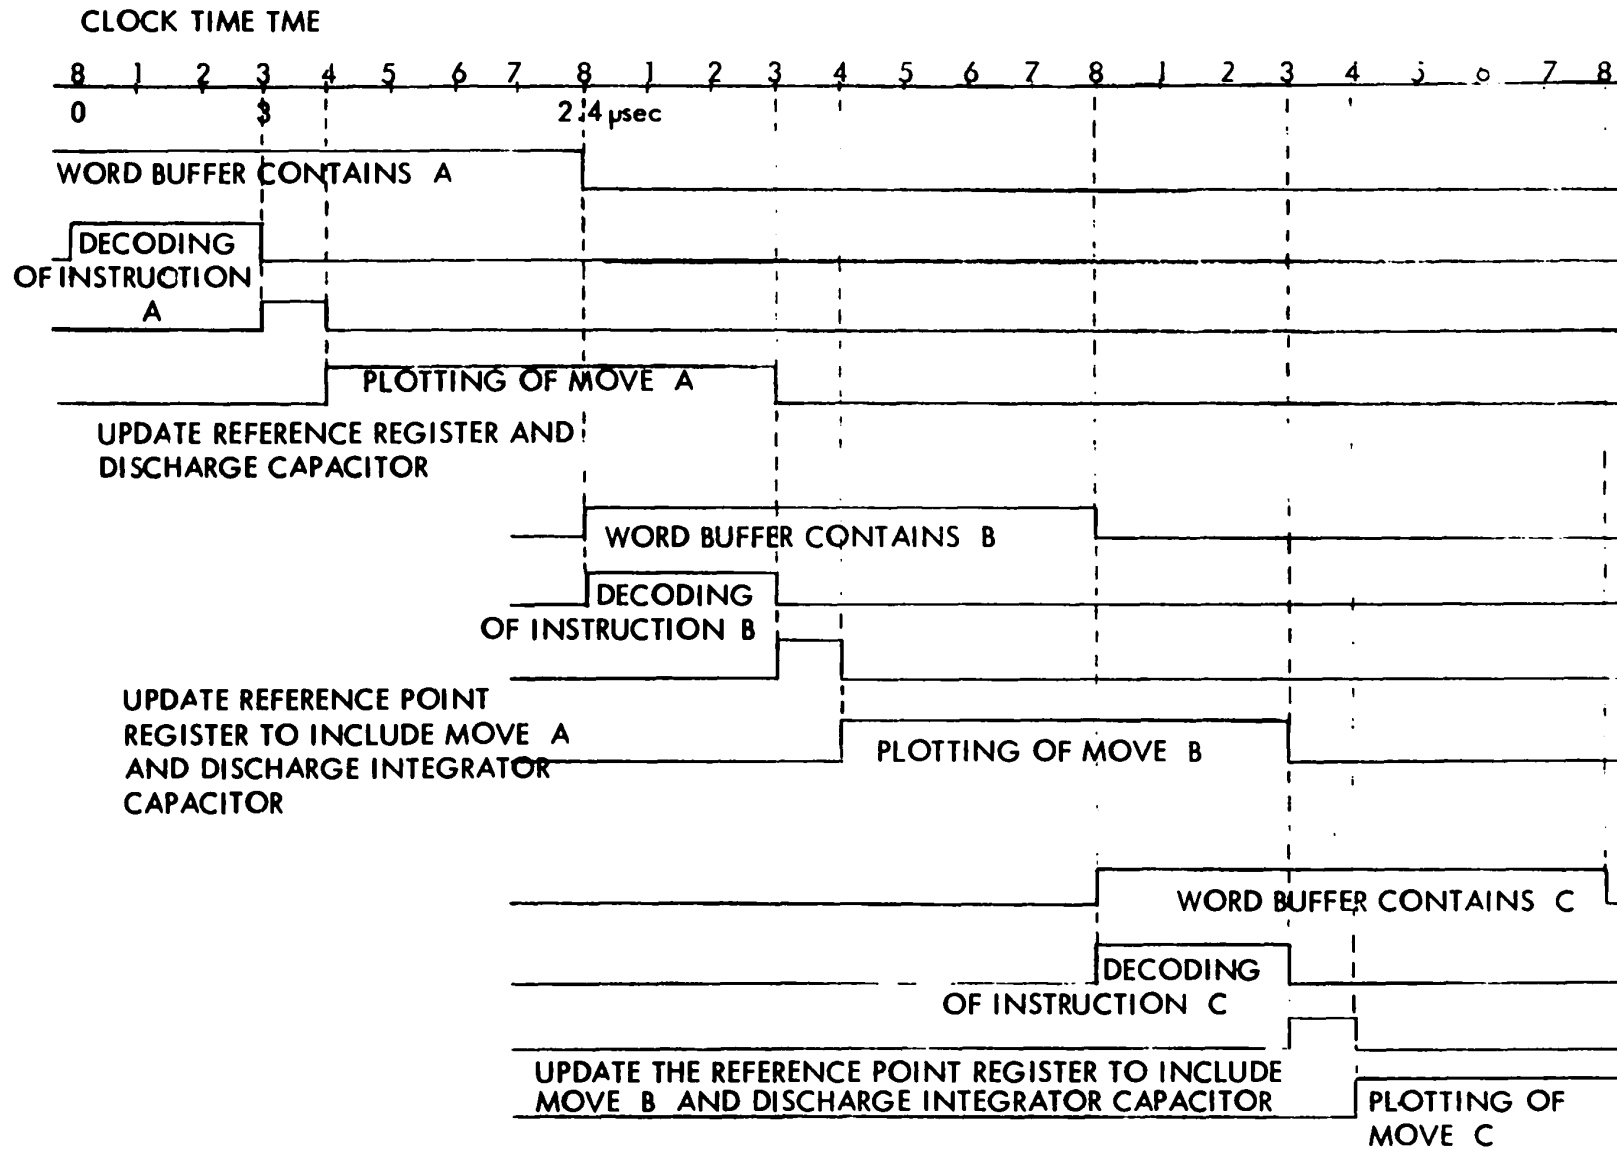 CLOCK TIME TME
8 1 2 3 4 5 6 7 8 1 2 3 4 5 6 7 8 1 2 3 4 5 6 7 8
0 3 2.4 µsec
WORD BUFFER CONTAINS A
DECODING
OF INSTRUCTION
A
PLOTTING OF MOVE A
UPDATE REFERENCE REGISTER AND
DISCHARGE CAPACITOR
WORD BUFFER CONTAINS B
DECODING
OF INSTRUCTION B
UPDATE REFERENCE POINT
REGISTER TO INCLUDE MOVE A
AND DISCHARGE INTEGRATOR
CAPACITOR
PLOTTING OF MOVE B
WORD BUFFER CONTAINS C
DECODING
OF INSTRUCTION C
UPDATE THE REFERENCE POINT REGISTER TO INCLUDE
MOVE B AND DISCHARGE INTEGRATOR CAPACITOR
PLOTTING OF
MOVE C